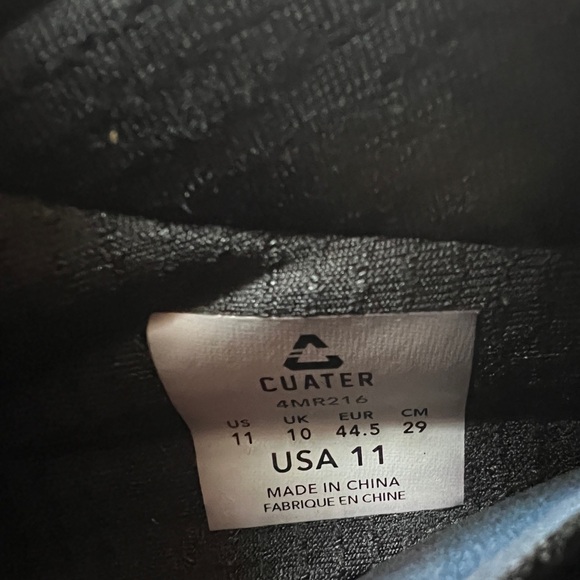 CUATER
4MR216
US UK EUR CM
11 10 44.5 29
USA 11
MADE IN CHINA
FABRIQUE EN CHINE